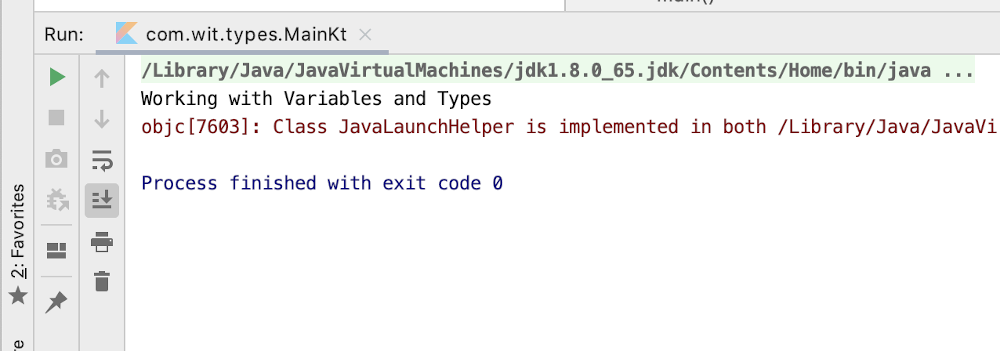 main()
Run: com.wit.types.MainKt
/Library/Java/JavaVirtualMachines/jdk1.8.0_65.jdk/Contents/Home/bin/java ...
Working with Variables and Types
objc[7603]: Class JavaLaunchHelper is implemented in both /Library/Java/JavaVi
Process finished with exit code 0
2: Favorites
re